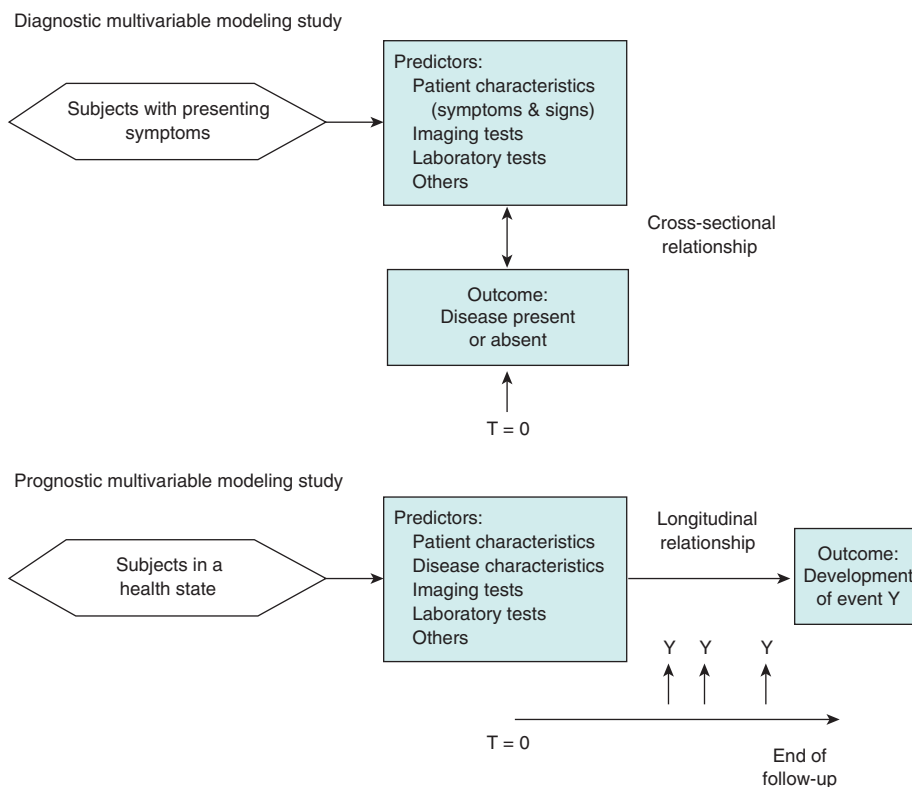 Diagnostic multivariable modeling study
Subjects with presenting
symptoms
Predictors:
Patient characteristics
(symptoms & signs)
Imaging tests
Laboratory tests
Others
Cross-sectional
relationship
Outcome:
Disease present
or absent
T = 0
Prognostic multivariable modeling study
Subjects in a
health state
Predictors:
Patient characteristics
Disease characteristics
Imaging tests
Laboratory tests
Others
Longitudinal
relationship
Outcome:
Development
of event Y
Y Y Y
T = 0
End of
follow-up